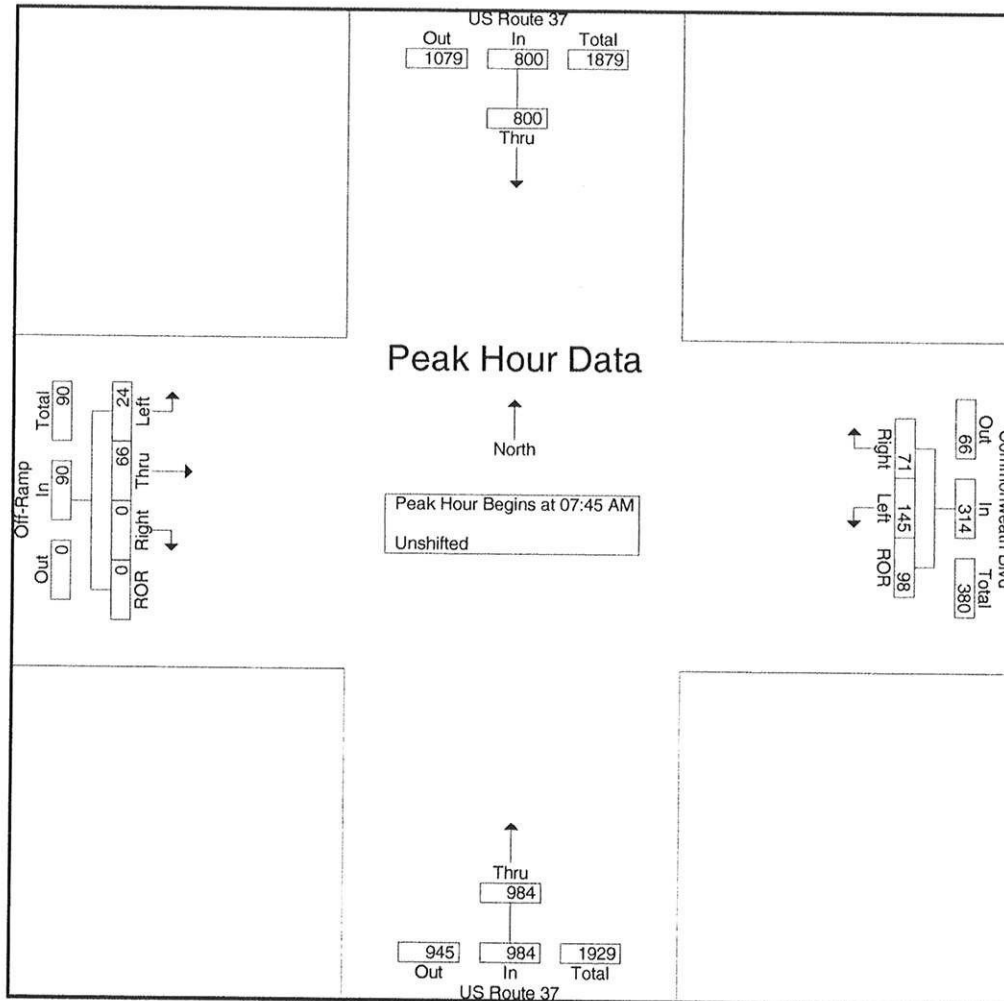 US Route 37
Out In Total
1079 800 1879
800
Thru
Peak Hour Data
North
Peak Hour Begins at 07:45 AM
Unshifted
Off-Ramp
Total In Out
90 90 0
24 66 0 0
Left Thru Right ROR
Right Left ROR
71 145 98
Out In Total
66 314 380
Thru
984
945 984 1929
Out In Total
US Route 37